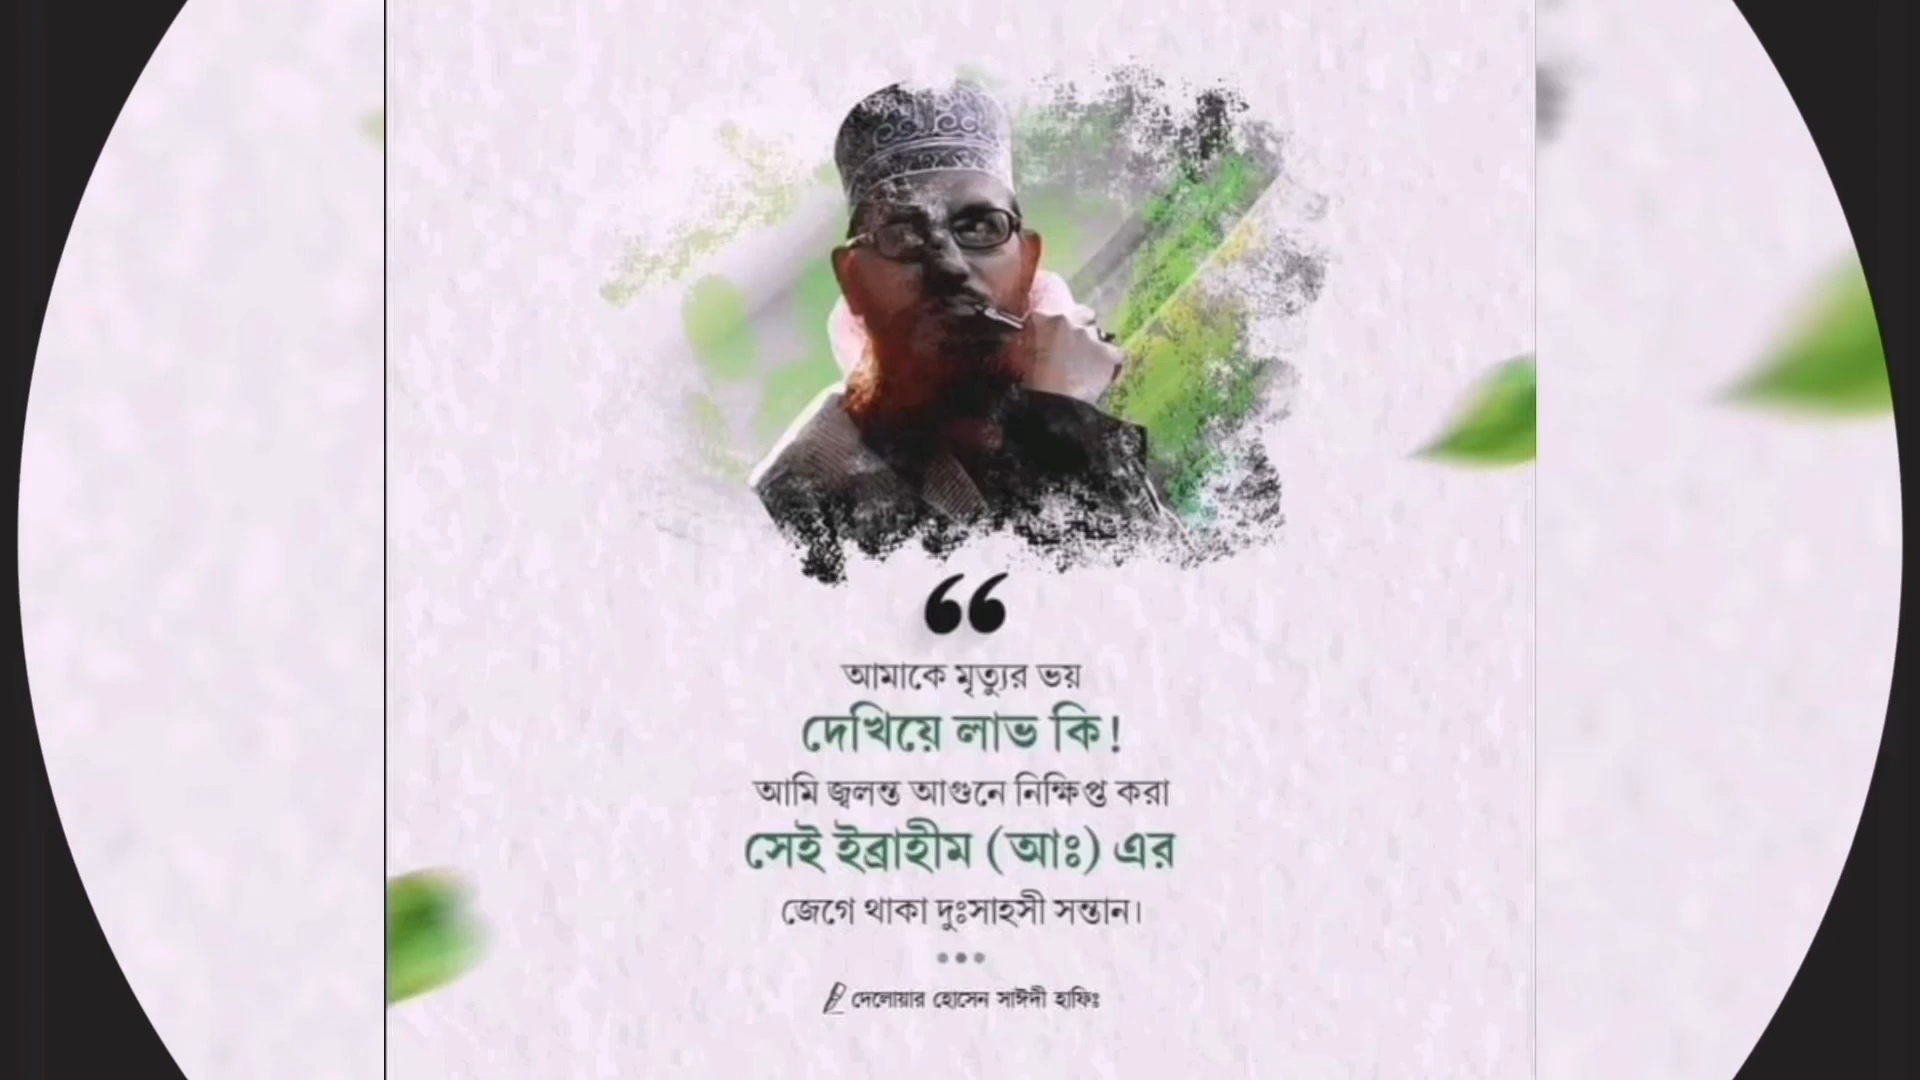 আমাকে মৃত্যুর ভয়
দেখিয়ে লাভ কি!
আমি জ্বলন্ত আগুনে নিক্ষিপ্ত করা
সেই ইব্রাহীম (আঃ) এর
জেগে থাকা দুঃসাহসী সন্তান।
দেলোয়ার হোসেন সাঈদী হাফিঃ